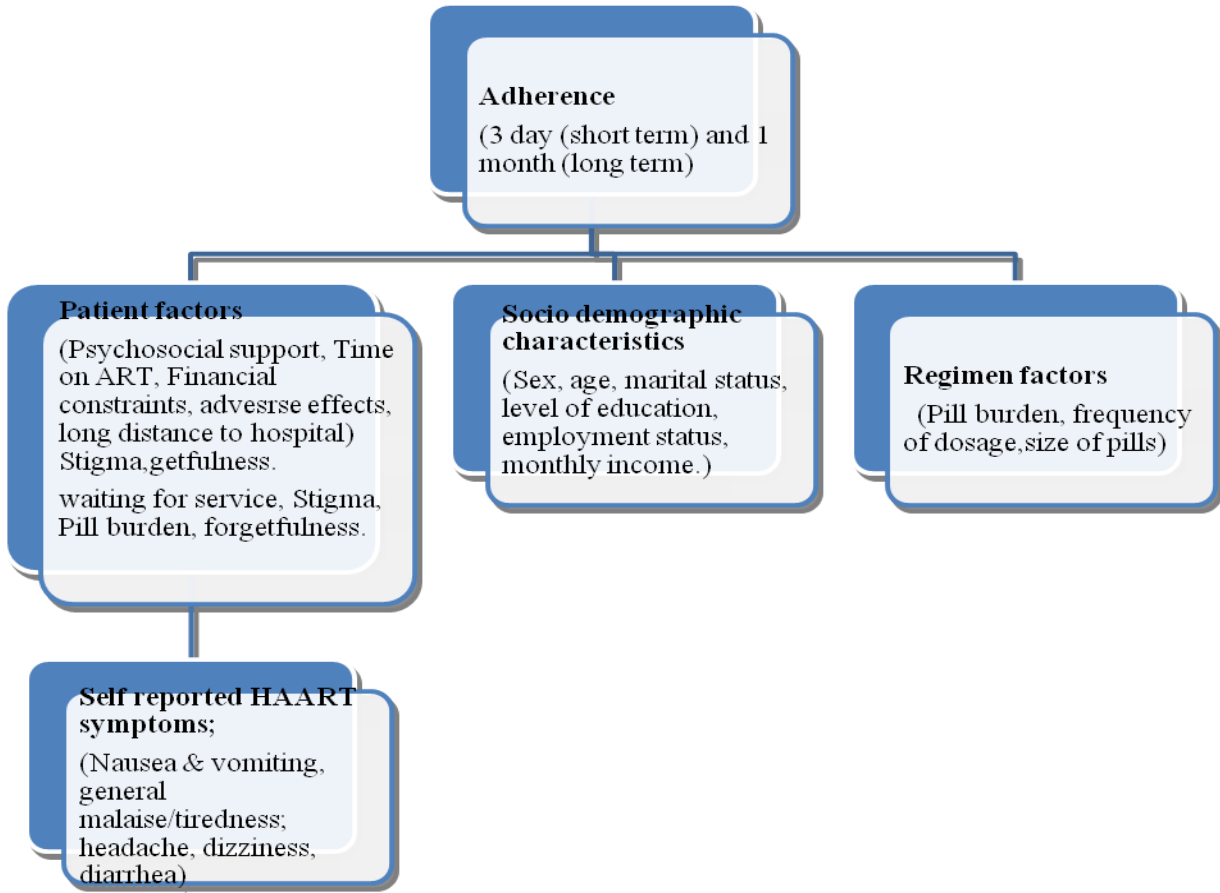 Adherence
(3 day (short term) and 1
month (long term)
Patient factors
(Psychosocial support, Time
on ART, Financial
constraints, advesrse effects,
long distance to hospital)
Stigma,getfulness.
waiting for service, Stigma,
Pill burden, forgetfulness.
Socio demographic
characteristics
(Sex, age, marital status,
level of education,
employment status,
monthly income.)
Regimen factors
(Pill burden, frequency
of dosage,size of pills)
Self reported HAART
symptoms;
(Nausea & vomiting,
general
malaise/tiredness;
headache, dizziness,
diarrhea)